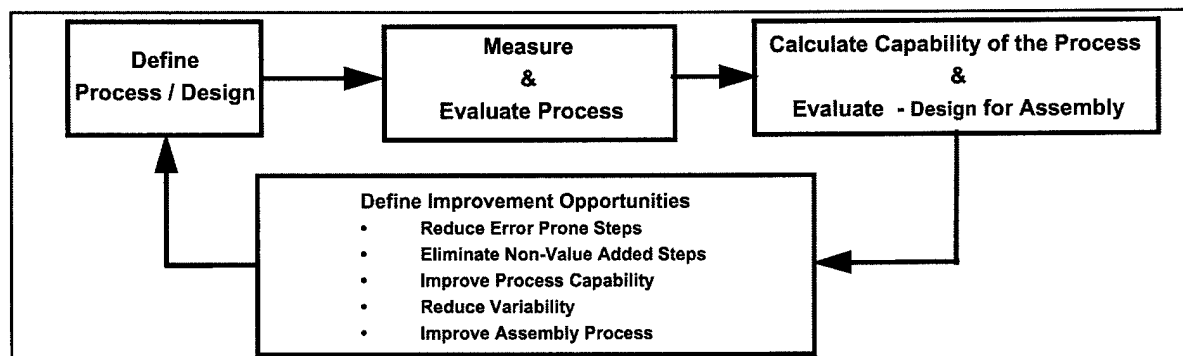 Define
Process / Design
Measure
&
Evaluate Process
Calculate Capability of the Process
&
Evaluate - Design for Assembly
Define Improvement Opportunities
• Reduce Error Prone Steps
• Eliminate Non-Value Added Steps
• Improve Process Capability
• Reduce Variability
• Improve Assembly Process